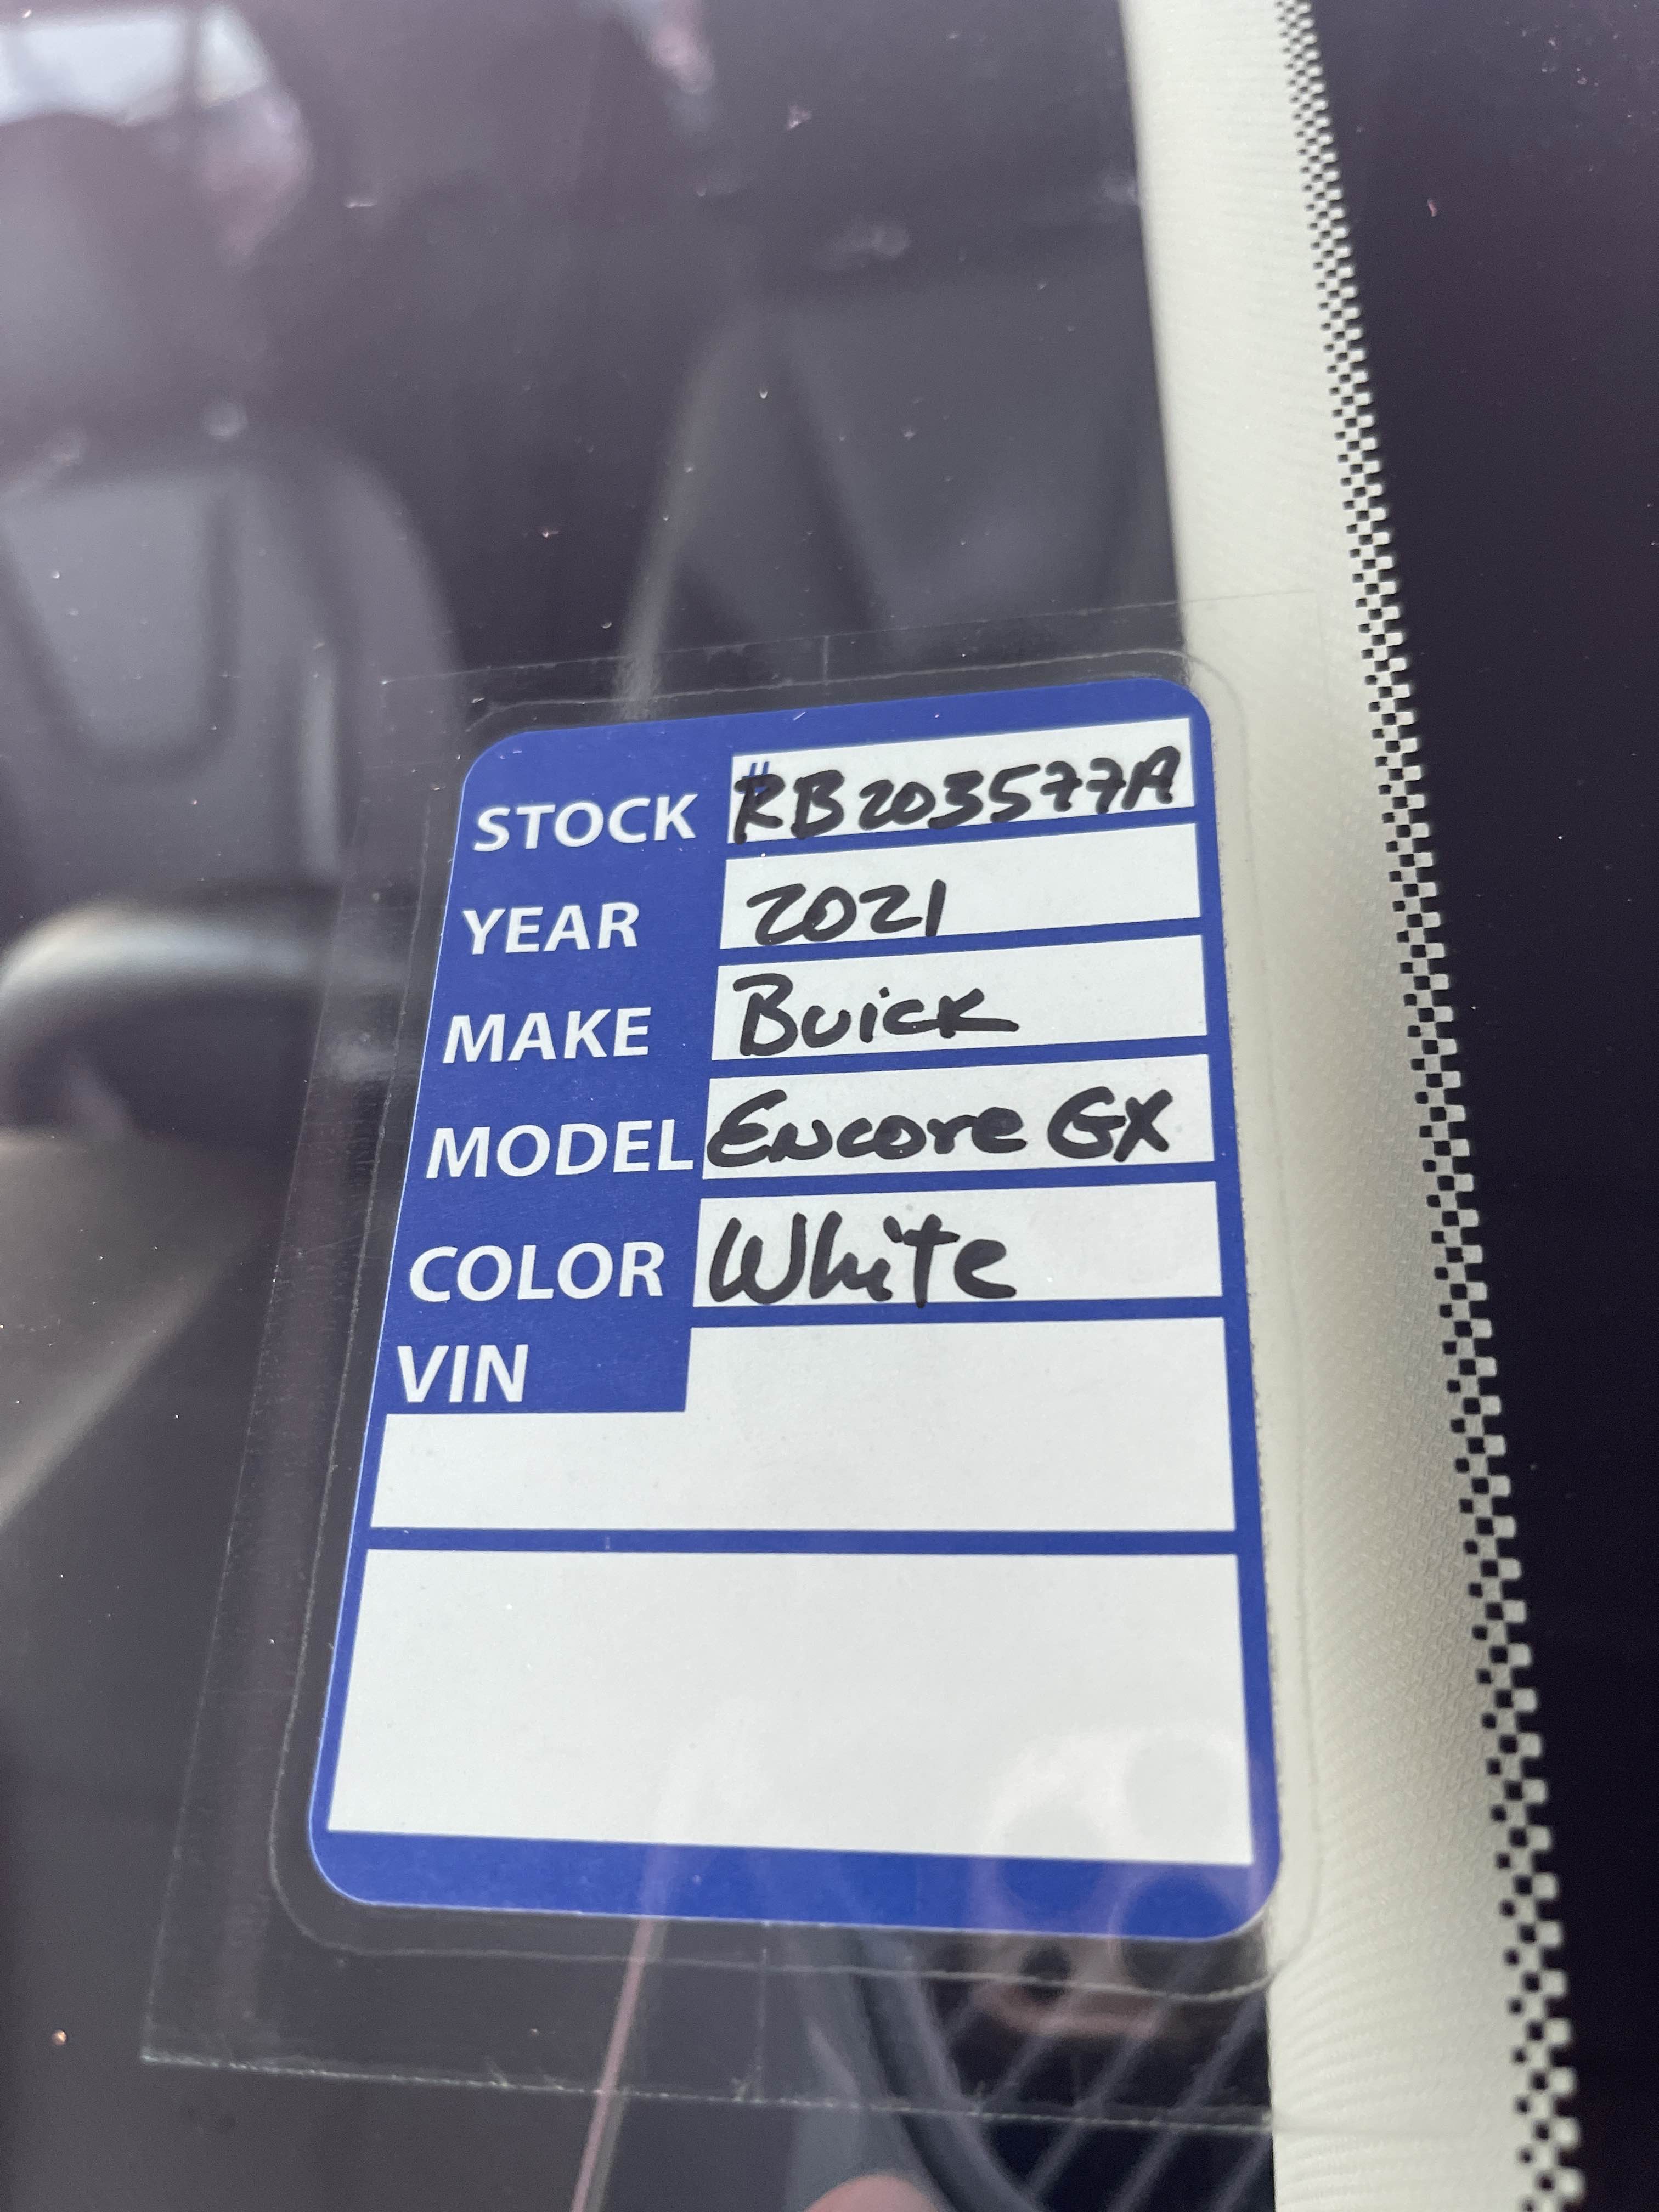 STOCK #RB203577A
YEAR 2021
MAKE Buick
MODEL Encore GX
COLOR White
VIN